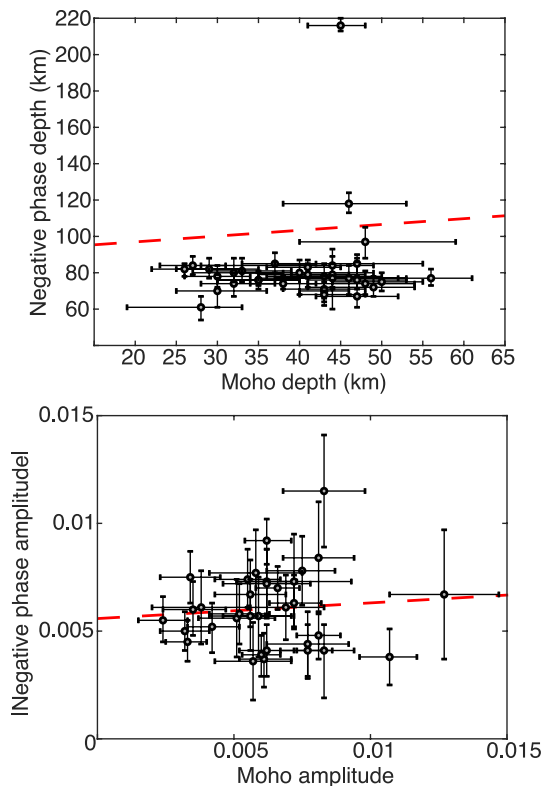 220
200
180
160
140
120
100
80
60
Negative phase depth (km)
20 25 30 35 40 45 50 55 60 65
Moho depth (km)
0.015
0.01
0.005
0
lNegative phase amplitudel
0.005 0.01 0.015
Moho amplitude